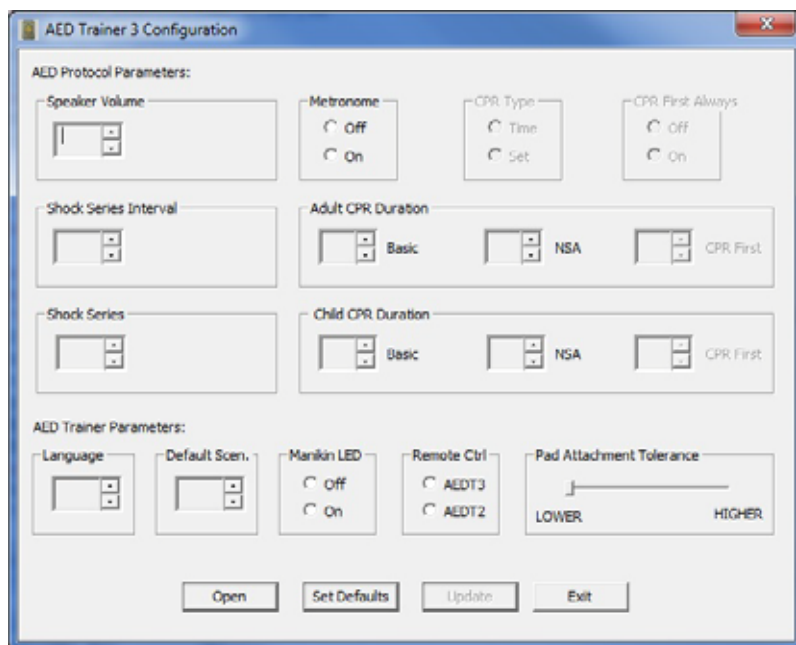 AED Trainer 3 Configuration
AED Protocol Parameters:
Speaker Volume
Metronome
CPR Type
CPR First Always
Off
Time
Off
On
Set
On
Shock Series Interval
Adult CPR Duration
Basic
NSA
CPR First
Shock Series
Child CPR Duration
Basic
NSA
CPR First
AED Trainer Parameters:
Language
Default Scen.
Manikin LED
Remote Ctrl
Pad Attachment Tolerance
Off
AEDT3
On
AEDT2
LOWER
HIGHER
Open
Set Defaults
Update
Exit